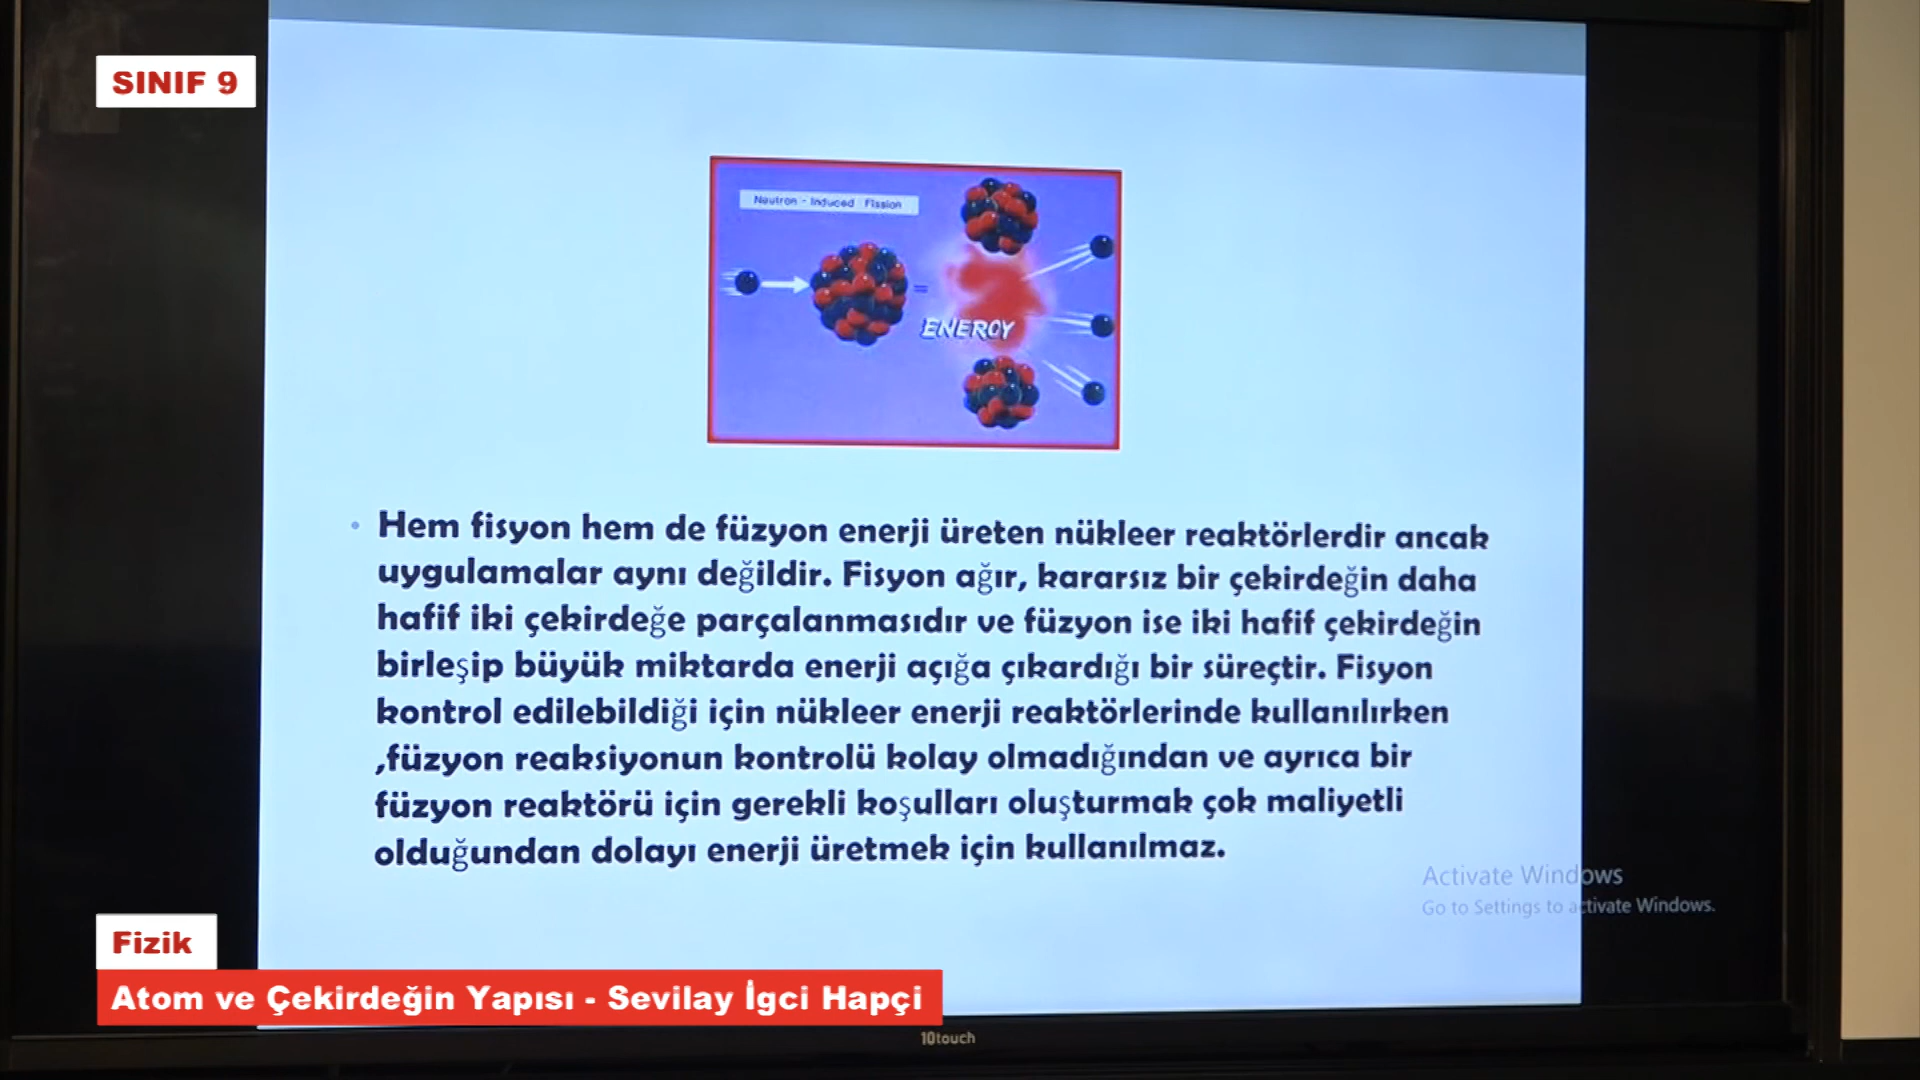 SINIF 9
Neutron - Induced Fission
=
ENERGY
• Hem fisyon hem de füzyon enerji üreten nükleer reaktörlerdir ancak
uygulamalar aynı değildir. Fisyon ağır, kararsız bir çekirdeğin daha
hafif iki çekirdeğe parçalanmasıdır ve füzyon ise iki hafif çekirdeğin
birleşip büyük miktarda enerji açığa çıkardığı bir süreçtir. Fisyon
kontrol edilebildiği için nükleer enerji reaktörlerinde kullanılırken
,füzyon reaksiyonun kontrolü kolay olmadığından ve ayrıca bir
füzyon reaktörü için gerekli koşulları oluşturmak çok maliyetli
olduğundan dolayı enerji üretmek için kullanılmaz.
Activate Windows
Go to Settings to activate Windows.
Fizik
Atom ve Çekirdeğin Yapısı - Sevilay İgci Hapçi
10touch